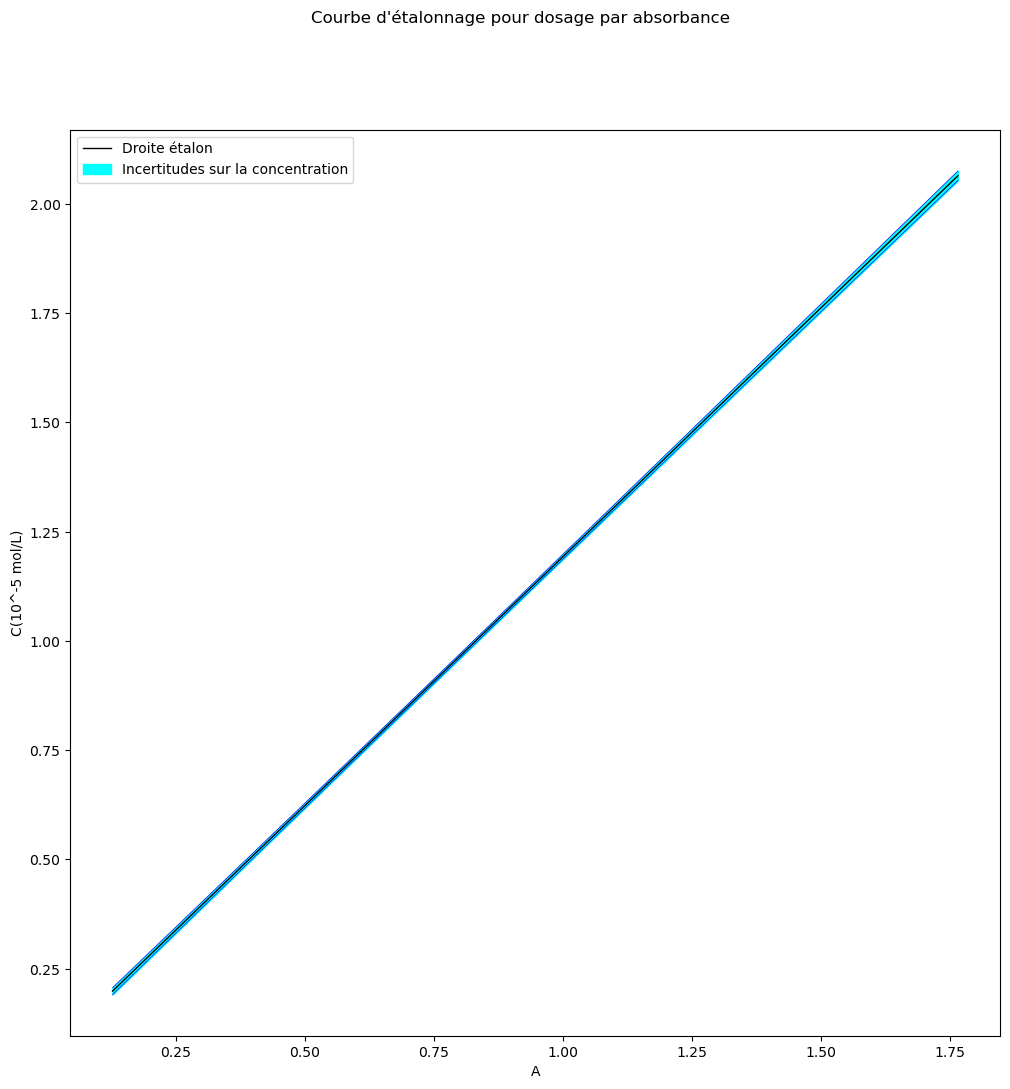 Courbe d'étalonnage pour dosage par absorbance
Droite étalon
Incertitudes sur la concentration
2.00
1.75
1.50
1.25
1.00
0.75
0.50
0.25
C(10^-5 mol/L)
0.25 0.50 0.75 1.00 1.25 1.50 1.75
A